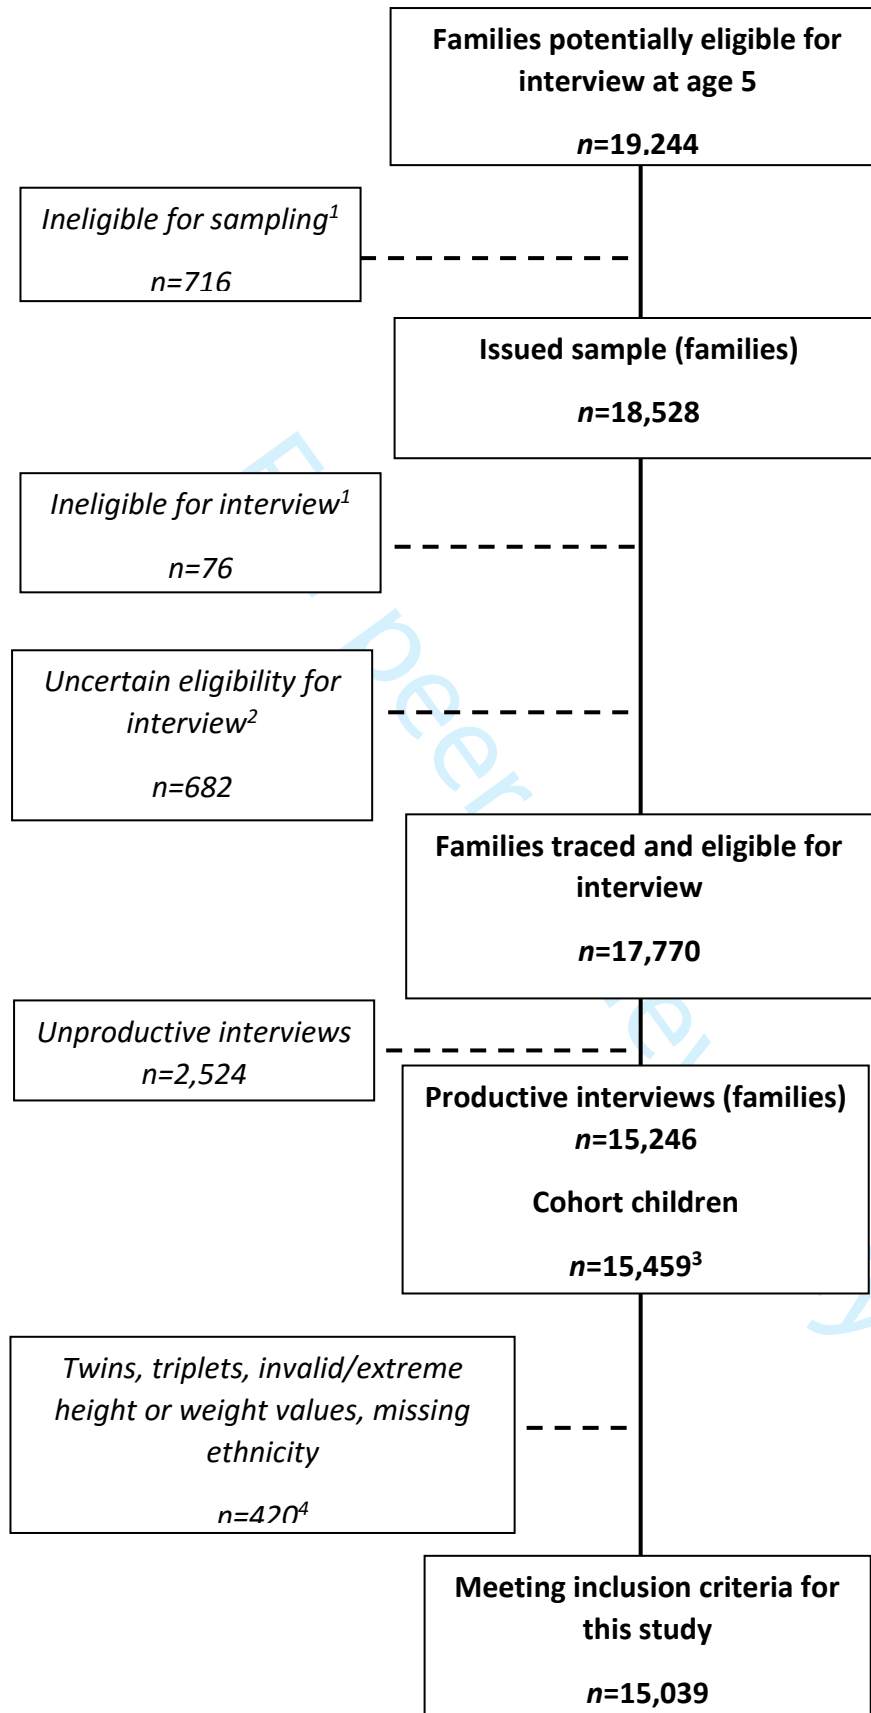 Families potentially eligible for
interview at age 5
n=19,244
Ineligible for sampling1
n=716
Issued sample (families)
n=18,528
Ineligible for interview1
n=76
Uncertain eligibility for
interview2
n=682
Families traced and eligible for
interview
n=17,770
Unproductive interviews
n=2,524
Productive interviews (families)
n=15,246
Cohort children
n=15,4593
Twins, triplets, invalid/extreme
height or weight values, missing
ethnicity
n=4204
Meeting inclusion criteria for
this study
n=15,039
peer